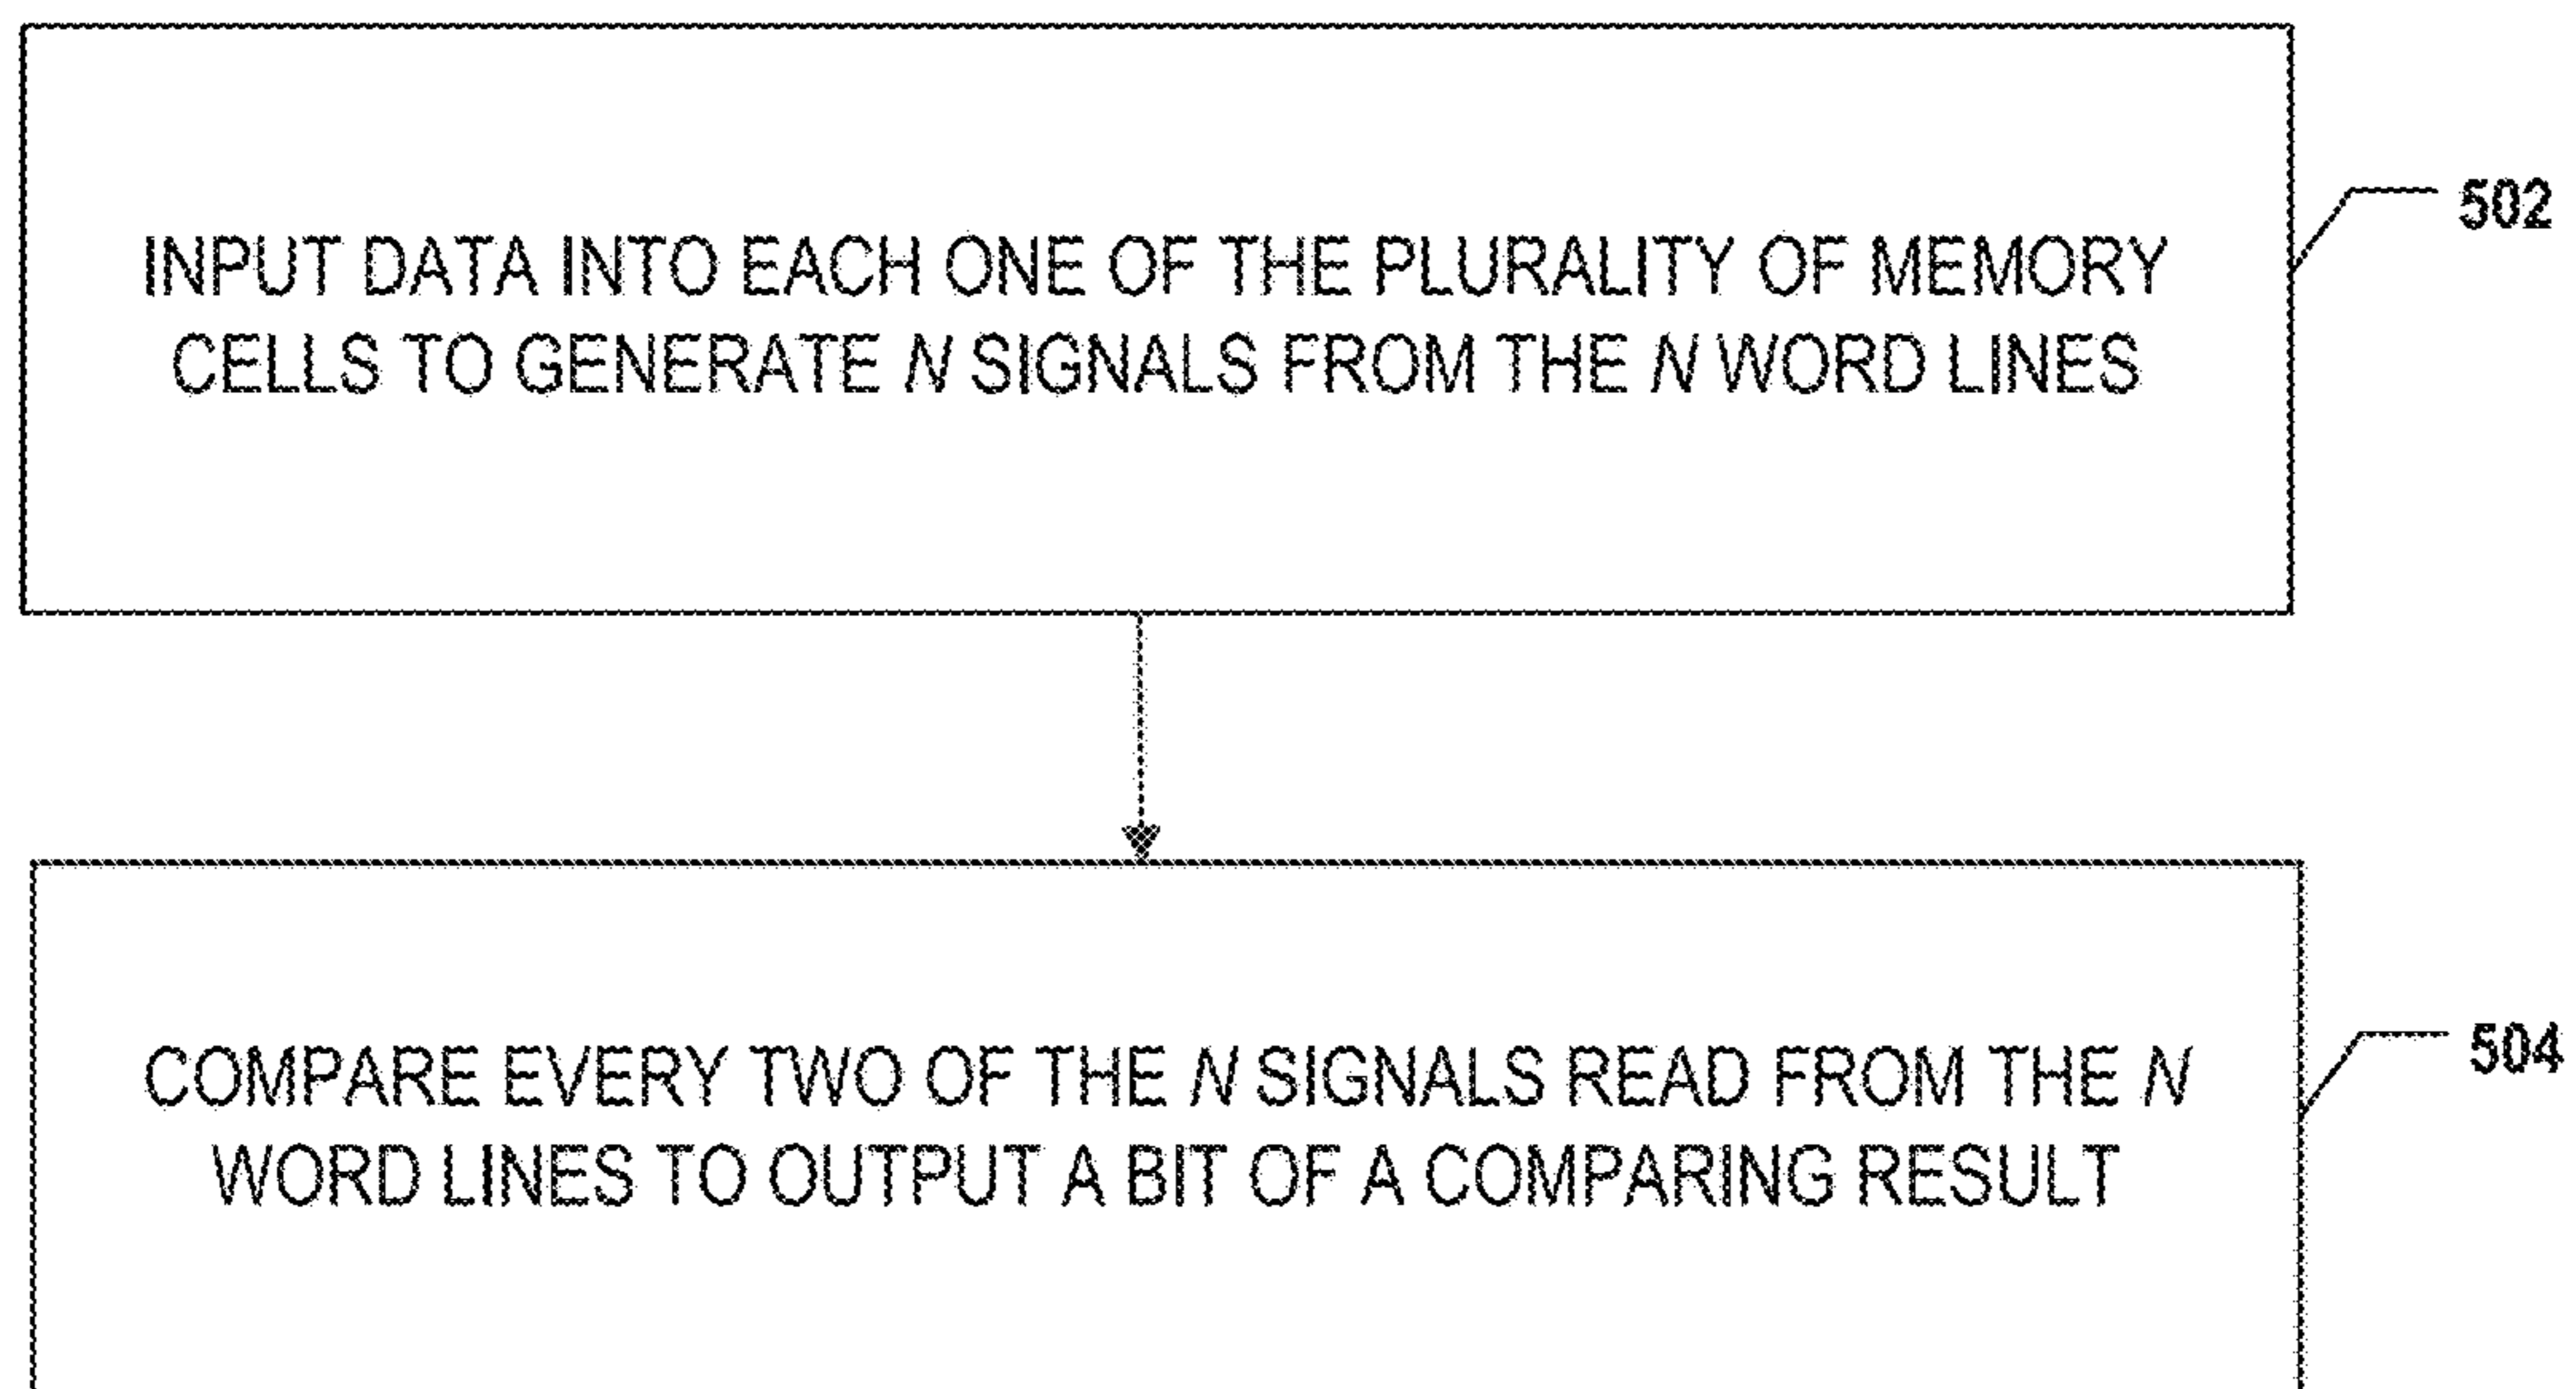 INPUT DATA INTO EACH ONE OF THE PLURALITY OF MEMORY
CELLS TO GENERATE N SIGNALS FROM THE N WORD LINES
502
COMPARE EVERY TWO OF THE N SIGNALS READ FROM THE N
WORD LINES TO OUTPUT A BIT OF A COMPARING RESULT
504